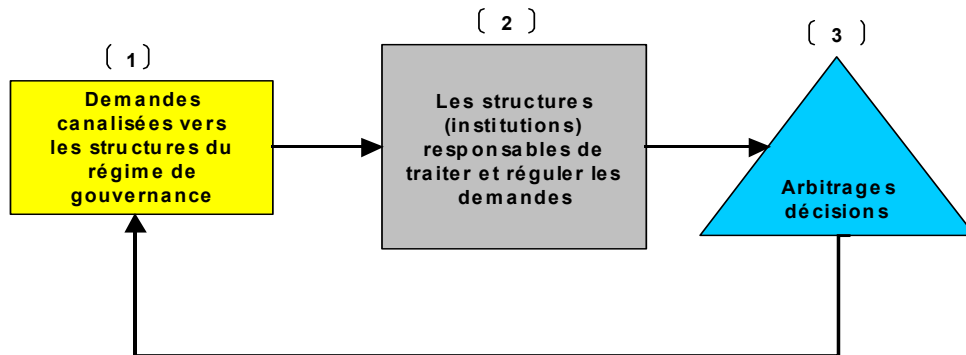 ( 1 )
Demandes
canalisées vers
les structures du
régime de
gouvernance
( 2 )
Les structures
(institutions)
responsables de
traiter et réguler les
demandes
( 3 )
Arbitrages
décisions